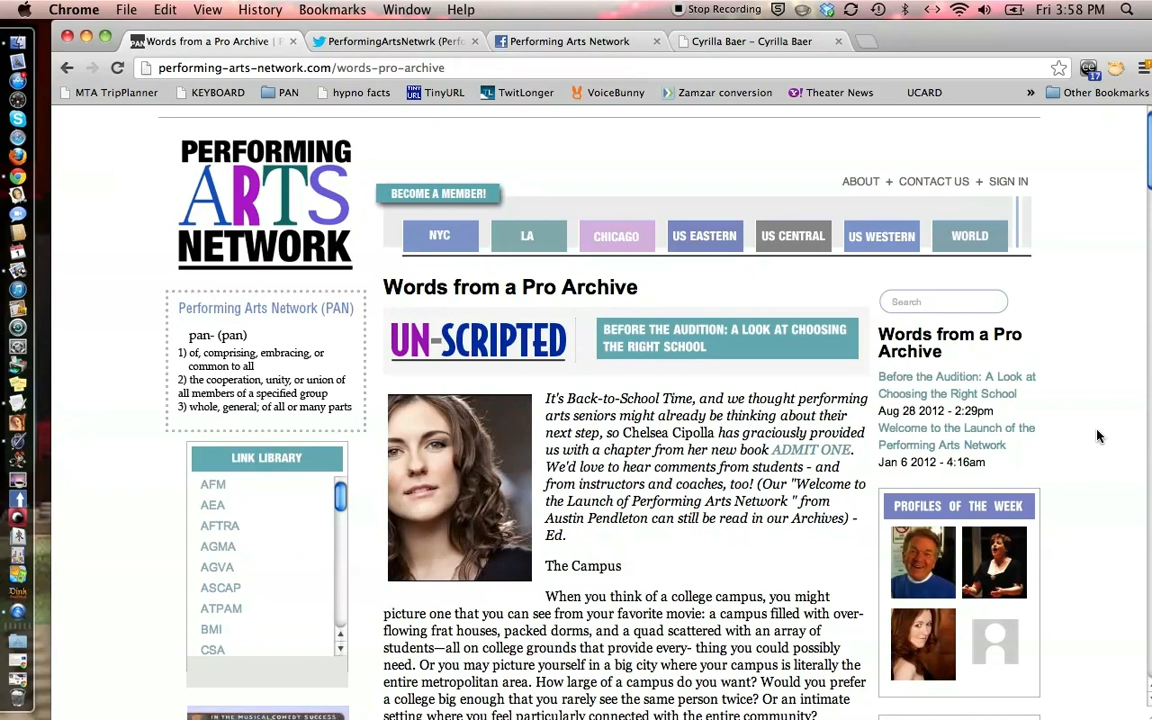 Chrome File Edit View History Bookmarks Window Help Stop Recording Fri 3:58 PM
Words from a Pro Archive | P PerformingArtsNetwrk (Perfo Performing Arts Network Cyrilla Baer – Cyrilla Baer
performing-arts-network.com/words-pro-archive
17
MTA TripPlanner KEYBOARD PAN hypno facts TinyURL TwitLonger VoiceBunny Zamzar conversion Theater News UCARD » Other Bookmarks
PERFORMING
ARTS
NETWORK
ABOUT + CONTACT US + SIGN IN
BECOME A MEMBER!
NYC LA CHICAGO US EASTERN US CENTRAL US WESTERN WORLD
Performing Arts Network (PAN)
pan- (pan)
1) of, comprising, embracing, or
common to all
2) the cooperation, unity, or union of
all members of a specified group
3) whole, general; of all or many parts
LINK LIBRARY
AFM
AEA
AFTRA
AGMA
AGVA
ASCAP
ATPAM
BMI
CSA
IN THE MUSICAL COMEDY SUCCESS
Words from a Pro Archive
UN-SCRIPTED
BEFORE THE AUDITION: A LOOK AT CHOOSING
THE RIGHT SCHOOL
It's Back-to-School Time, and we thought performing
arts seniors might already be thinking about their
next step, so Chelsea Cipolla has graciously provided
us with a chapter from her new book ADMIT ONE.
We'd love to hear comments from students - and
from instructors and coaches, too! (Our "Welcome to
the Launch of Performing Arts Network " from
Austin Pendleton can still be read in our Archives) -
Ed.
The Campus
When you think of a college campus, you might
picture one that you can see from your favorite movie: a campus filled with over-
flowing frat houses, packed dorms, and a quad scattered with an array of
students—all on college grounds that provide every- thing you could possibly
need. Or you may picture yourself in a big city where your campus is literally the
entire metropolitan area. How large of a campus do you want? Would you prefer
a college big enough that you rarely see the same person twice? Or an intimate
setting where you feel particularly connected with the entire community?
Search
Words from a Pro
Archive
Before the Audition: A Look at
Choosing the Right School
Aug 28 2012 - 2:29pm
Welcome to the Launch of the
Performing Arts Network
Jan 6 2012 - 4:16am
PROFILES OF THE WEEK